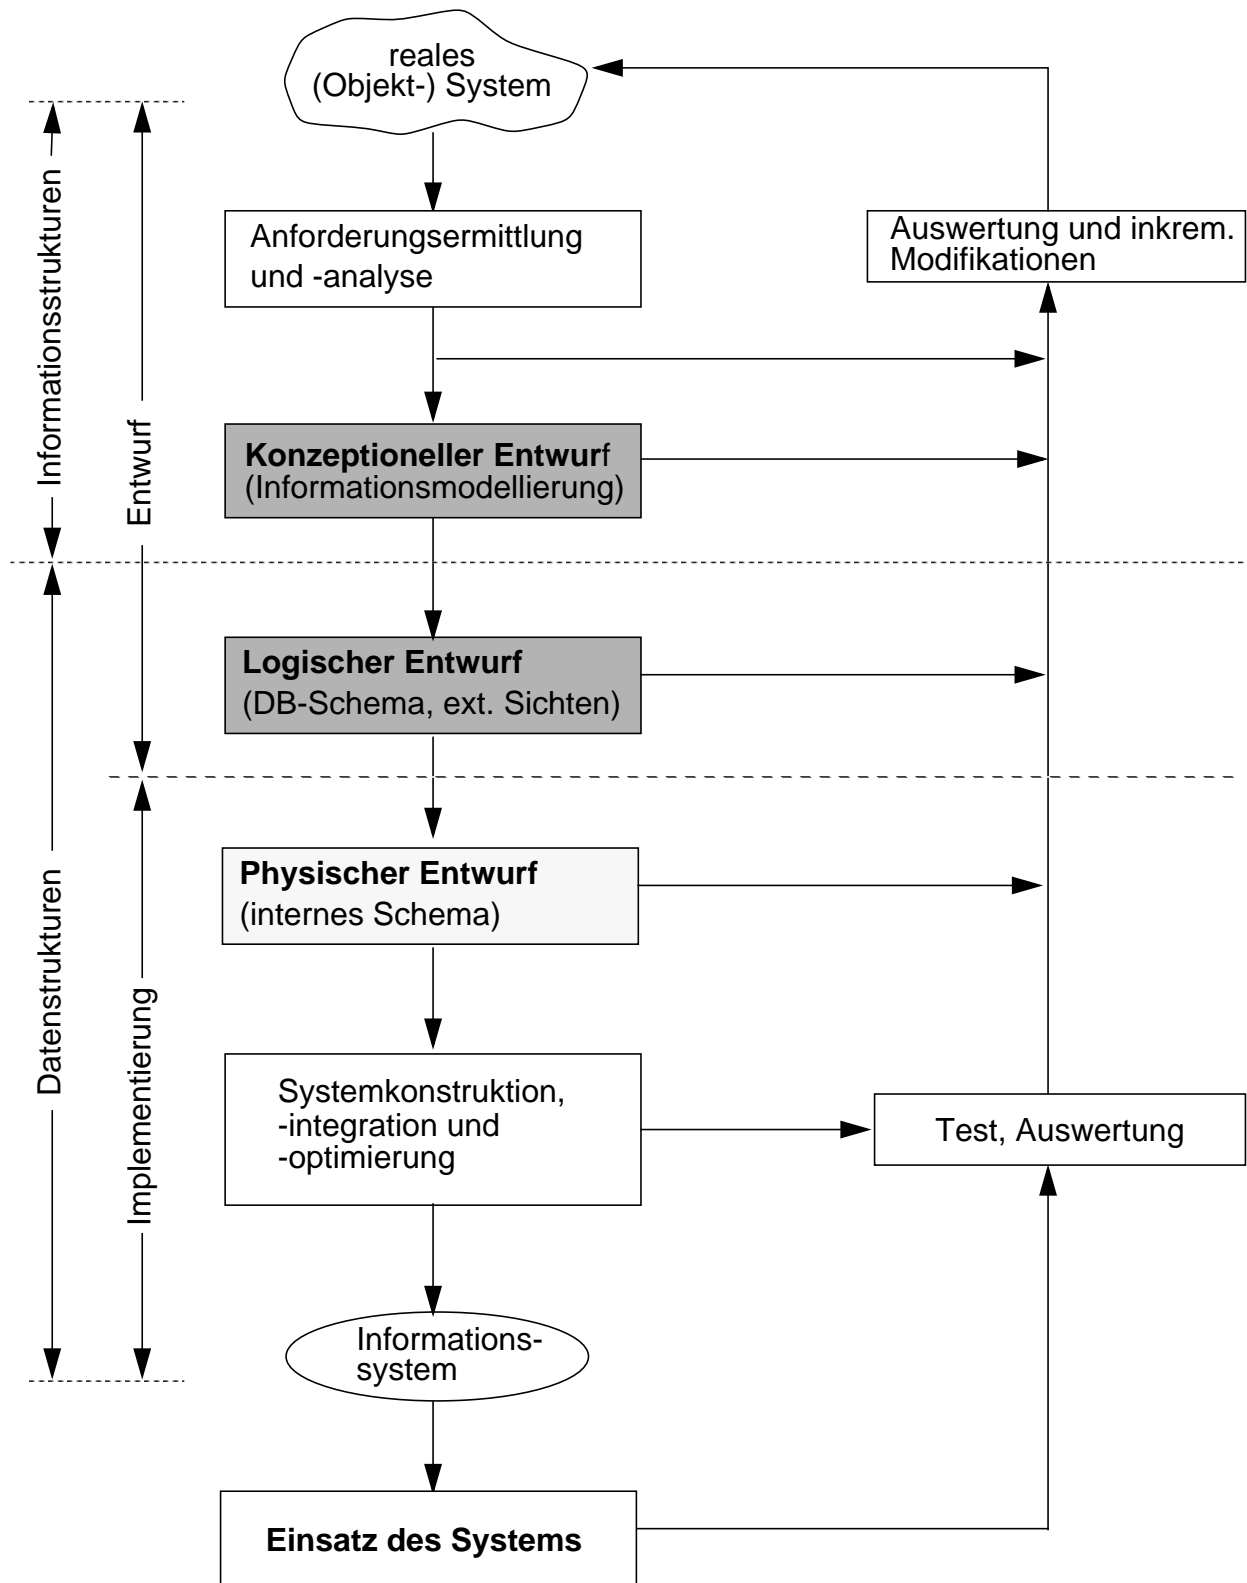 reales
(Objekt-) System
Anforderungsermittlung
und -analyse
Auswertung und inkrem.
Modifikationen
Informationsstrukturen
Entwurf
Konzeptioneller Entwurf
(Informationsmodellierung)
Logischer Entwurf
(DB-Schema, ext. Sichten)
Datenstrukturen
Implementierung
Physischer Entwurf
(internes Schema)
Systemkonstruktion,
-integration und
-optimierung
Test, Auswertung
Informations-
system
Einsatz des Systems